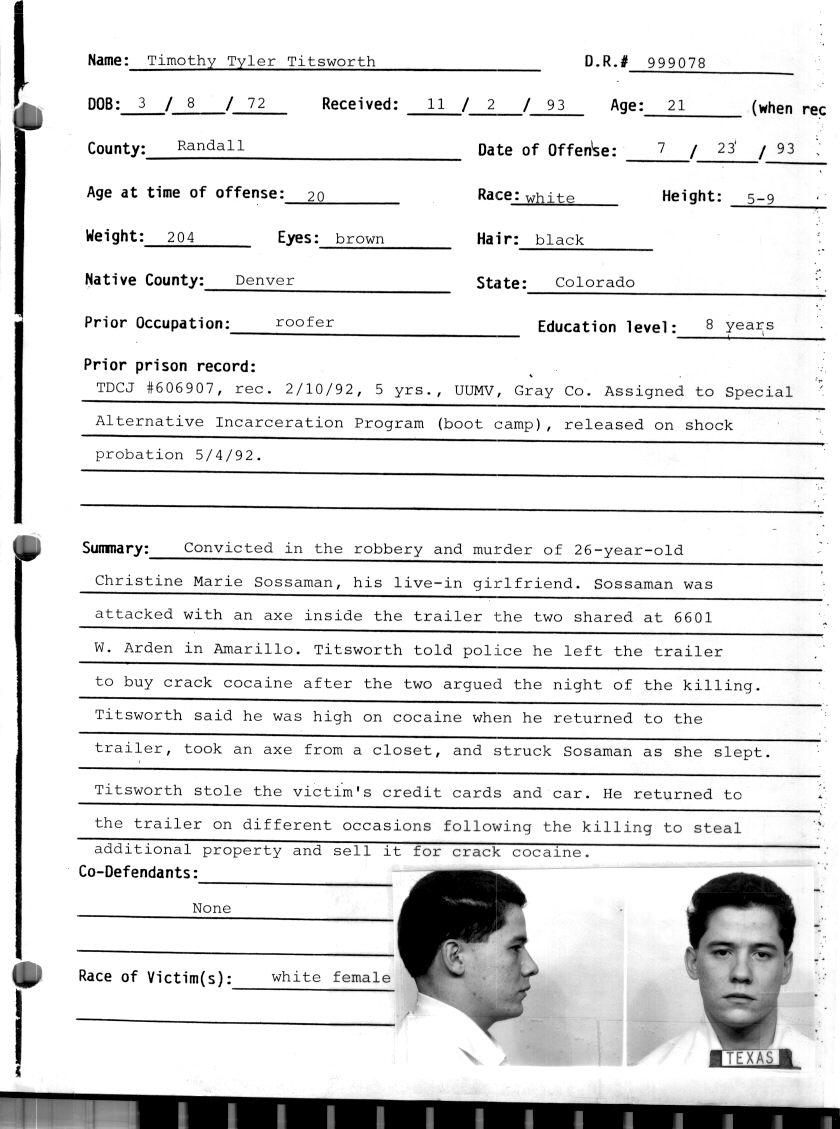 Name: Timothy Tyler Titsworth D.R.# 999078
DOB: 3 / 8 / 72 Received: 11 / 2 / 93 Age: 21 (when rec
County: Randall Date of Offense: 7 / 23 / 93
Age at time of offense: 20 Race: white Height: 5-9
Weight: 204 Eyes: brown Hair: black
Native County: Denver State: Colorado
Prior Occupation: roofer Education level: 8 years
Prior prison record:
TDCJ #606907, rec. 2/10/92, 5 yrs., UUMV, Gray Co. Assigned to Special
Alternative Incarceration Program (boot camp), released on shock
probation 5/4/92.
Summary: Convicted in the robbery and murder of 26-year-old
Christine Marie Sossaman, his live-in girlfriend. Sossaman was
attacked with an axe inside the trailer the two shared at 6601
W. Arden in Amarillo. Titsworth told police he left the trailer
to buy crack cocaine after the two argued the night of the killing.
Titsworth said he was high on cocaine when he returned to the
trailer, took an axe from a closet, and struck Sosaman as she slept.
Titsworth stole the victim's credit cards and car. He returned to
the trailer on different occasions following the killing to steal
additional property and sell it for crack cocaine.
Co-Defendants:
None
Race of Victim(s): white female
TEXAS